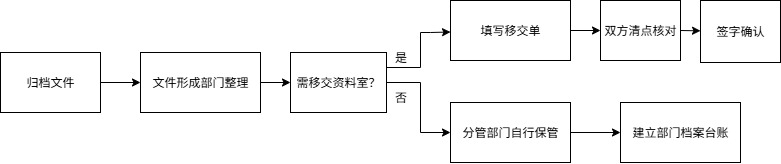 归档文件
文件形成部门整理
需移交资料室?
是
填写移交单
双方清点核对
签字确认
否
分管部门自行保管
建立部门档案台账